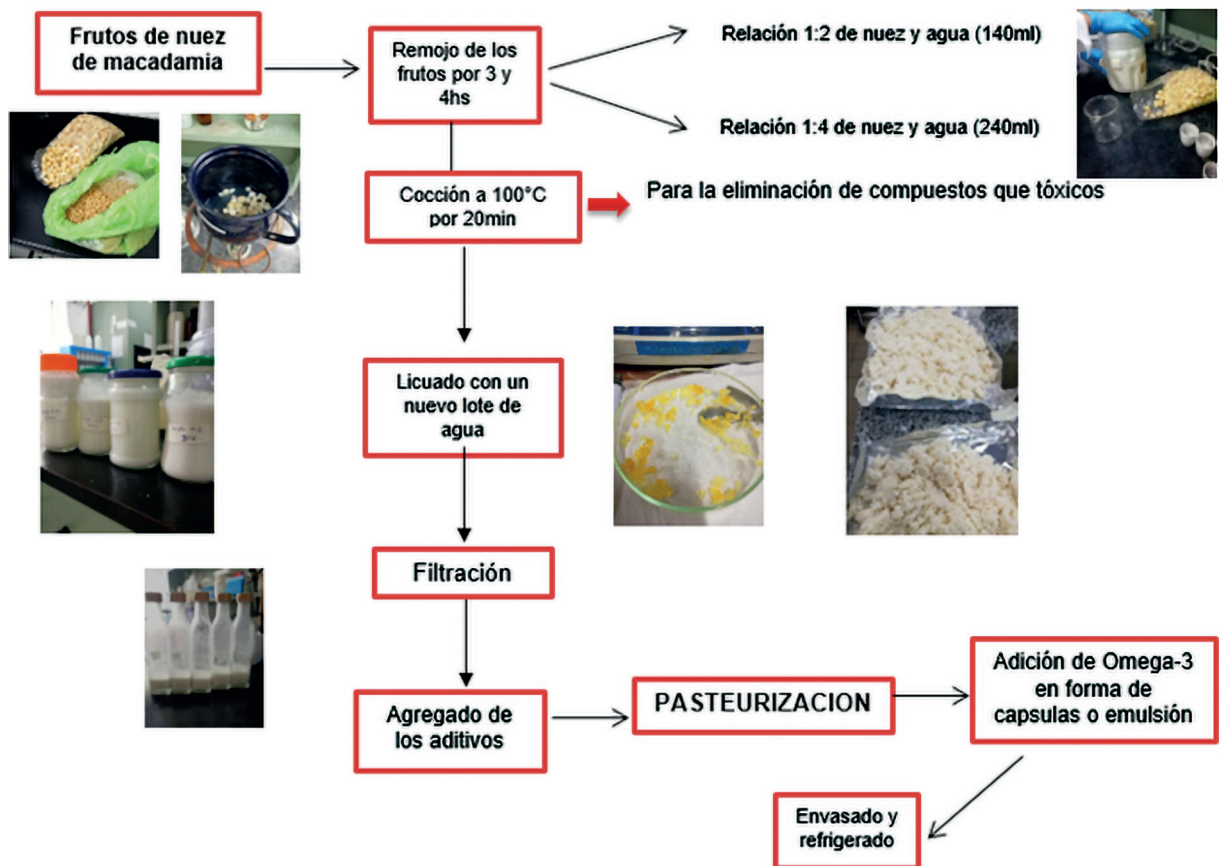 Frutos de nuez
de macadamia
Remojo de los
frutos por 3 y
4hs
Relación 1:2 de nuez y agua (140ml)
Relación 1:4 de nuez y agua (240ml)
Cocción a 100°C
por 20min
Para la eliminación de compuestos que tóxicos
Licuado con un
nuevo lote de
agua
Filtración
Agregado de
los aditivos
PASTEURIZACION
Adición de Omega-3
en forma de
capsulas o emulsión
Envasado y
refrigerado